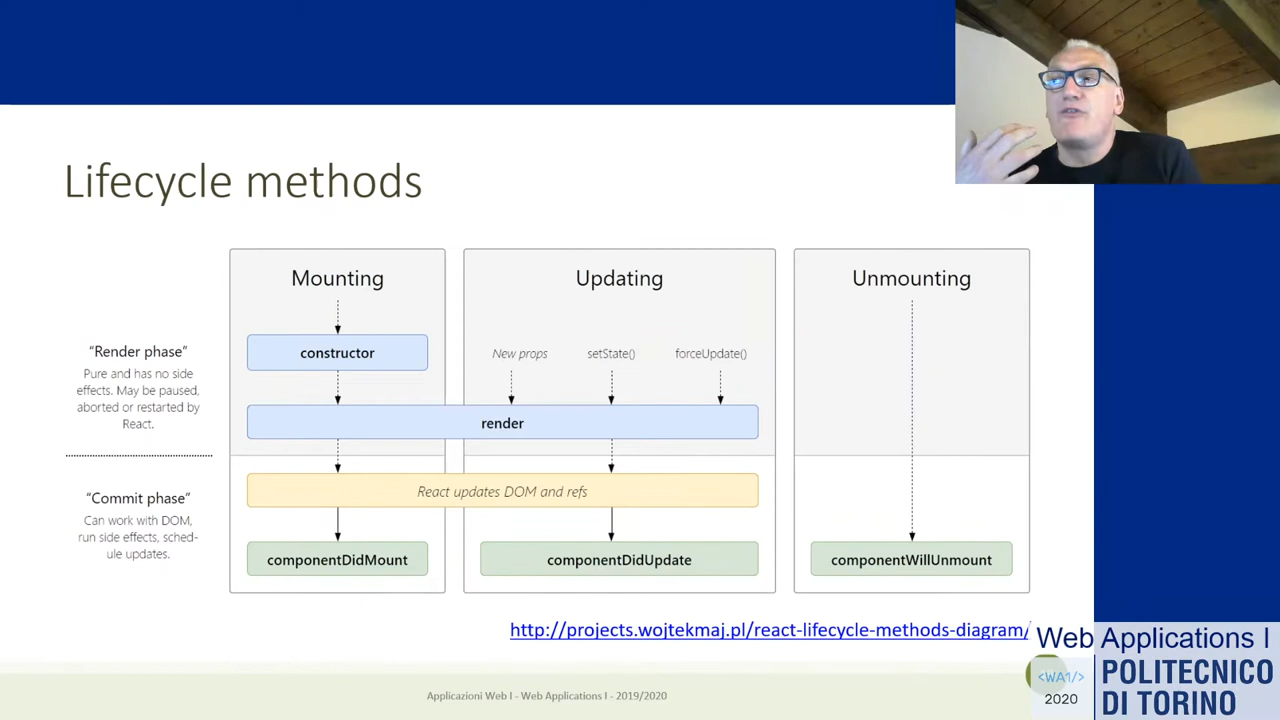 Lifecycle methods
Mounting
Updating
Unmounting
“Render phase”
Pure and has no side
effects. May be paused,
aborted or restarted by
React.
constructor
New props
setState()
forceUpdate()
render
“Commit phase”
Can work with DOM,
run side effects, sched-
ule updates.
React updates DOM and refs
componentDidMount
componentDidUpdate
componentWillUnmount
http://projects.wojtekmaj.pl/react-lifecycle-methods-diagram/
Applicazioni Web I - Web Applications I - 2019/2020
Web Applications I
<WA1/>
2020
POLITECNICO
DI TORINO